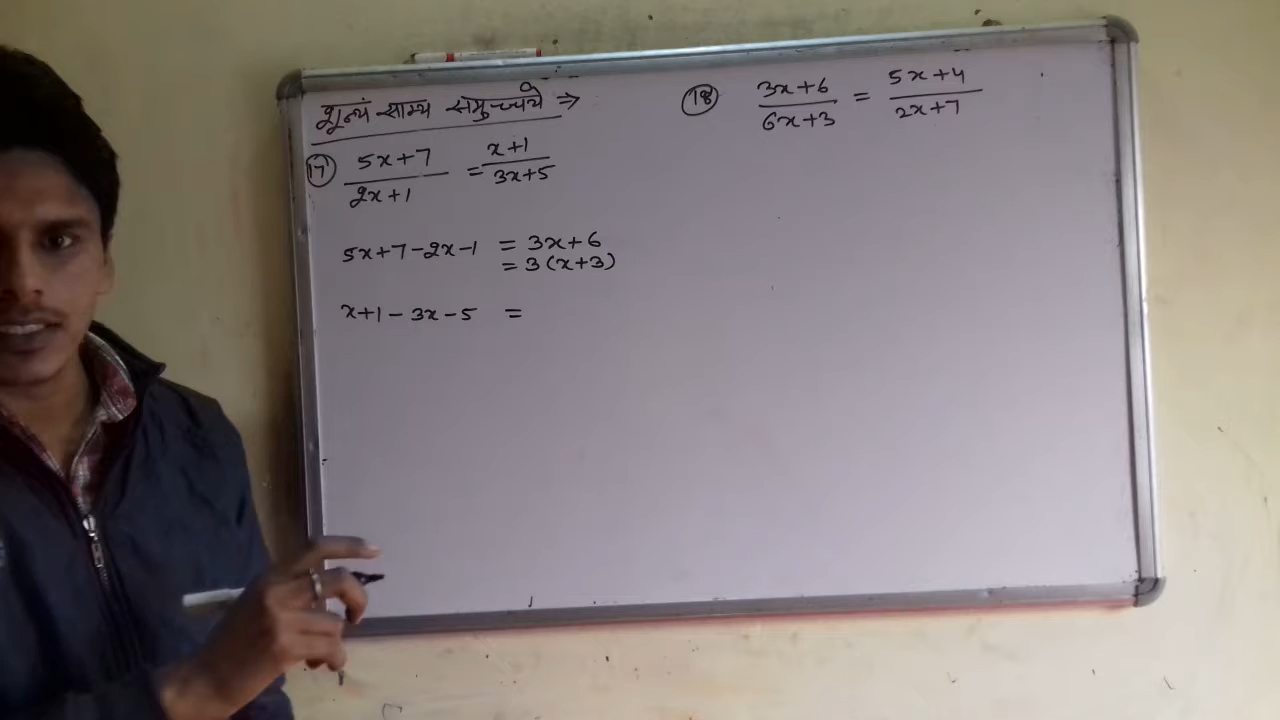 शून्यं साम्य समुच्चये ⇒
(17) (5x+7)/(2x+1) = (x+1)/(3x+5)
5x+7-2x-1 = 3x+6
= 3(x+3)
x+1-3x-5 =
(18) (3x+6)/(6x+3) = (5x+4)/(2x+7)